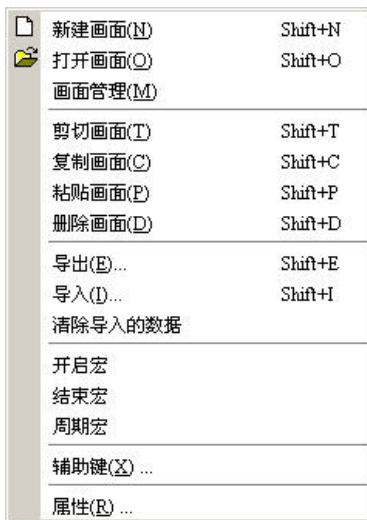 新建画面(N) Shift+N
打开画面(O) Shift+O
画面管理(M)
剪切画面(T) Shift+T
复制画面(C) Shift+C
粘贴画面(P) Shift+P
删除画面(D) Shift+D
导出(E)... Shift+E
导入(I)... Shift+I
清除导入的数据
开启宏
结束宏
周期宏
辅助键(X) ...
属性(R) ...